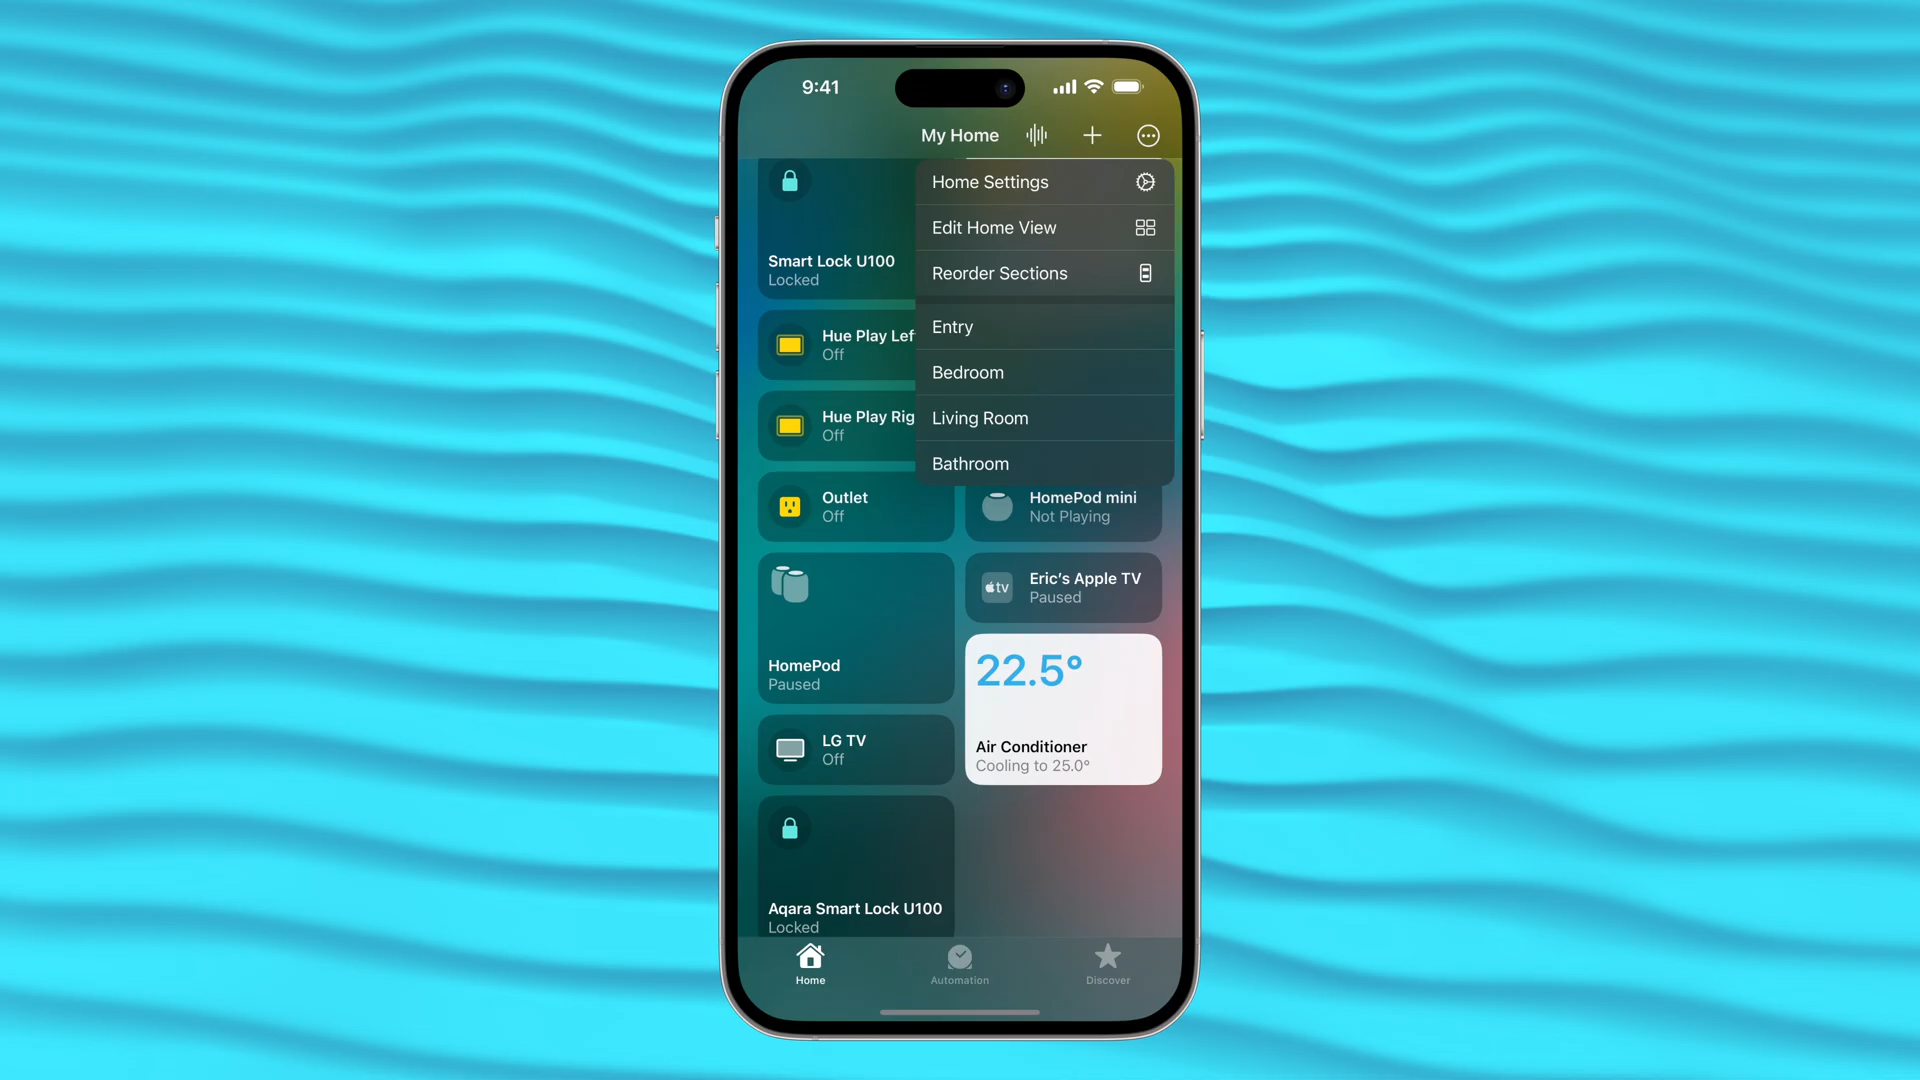 9:41
My Home
Home Settings
Edit Home View
Reorder Sections
Entry
Bedroom
Living Room
Bathroom
Smart Lock U100
Locked
Hue Play Lef
Off
Hue Play Rig
Off
Outlet
Off
HomePod mini
Not Playing
HomePod
Paused
tv
Eric’s Apple TV
Paused
22.5°
Air Conditioner
Cooling to 25.0°
LG TV
Off
Aqara Smart Lock U100
Locked
Home
Automation
Discover